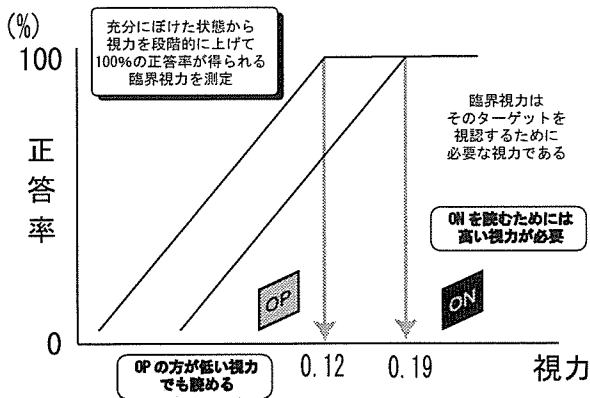 (%)
100
充分にぼけた状態から
視力を段階的に上げて
100%の正答率が得られる
臨界視力を測定
臨界視力は
そのターゲットを
視認するために
必要な視力である
正答率
ONを読むためには
高い視力が必要
OP
ON
0
OPの方が低い視力
でも読める
0.12
0.19
視力